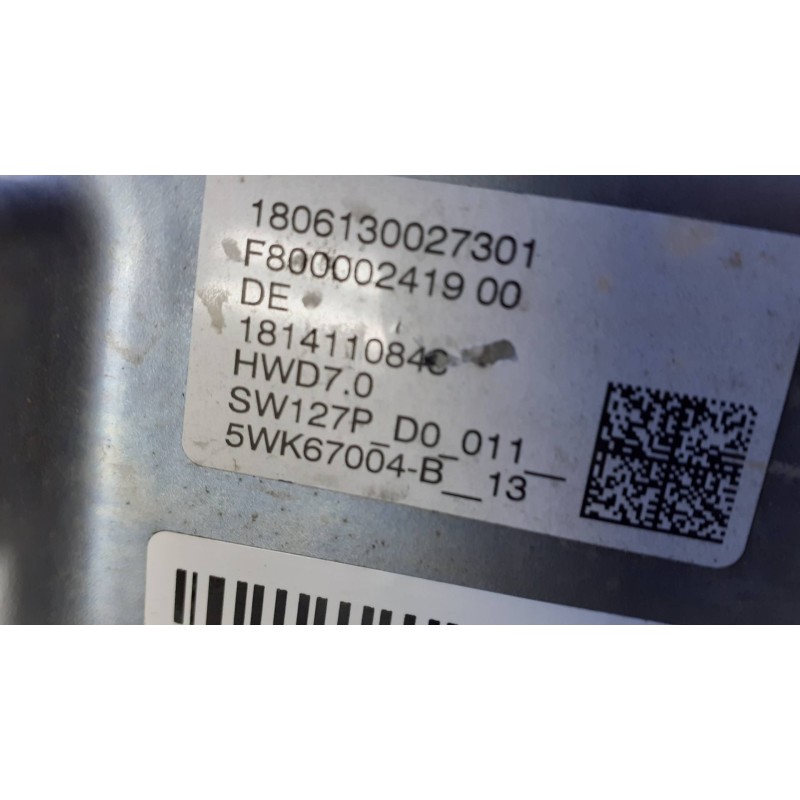 1806130027301
F800002419 00
DE
181411084C
HWD7.0
SW127P_D0_011__
5WK67004-B__13